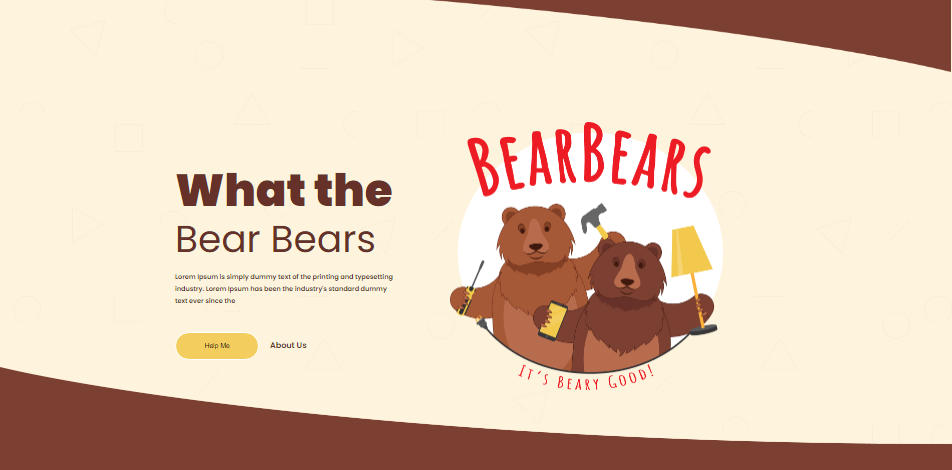 What the
Bear Bears
Lorem Ipsum is simply dummy text of the printing and typesetting
industry. Lorem Ipsum has been the industry's standard dummy
text ever since the
Help Me
About Us
BEARBEARS
IT'S BEARY GOOD!